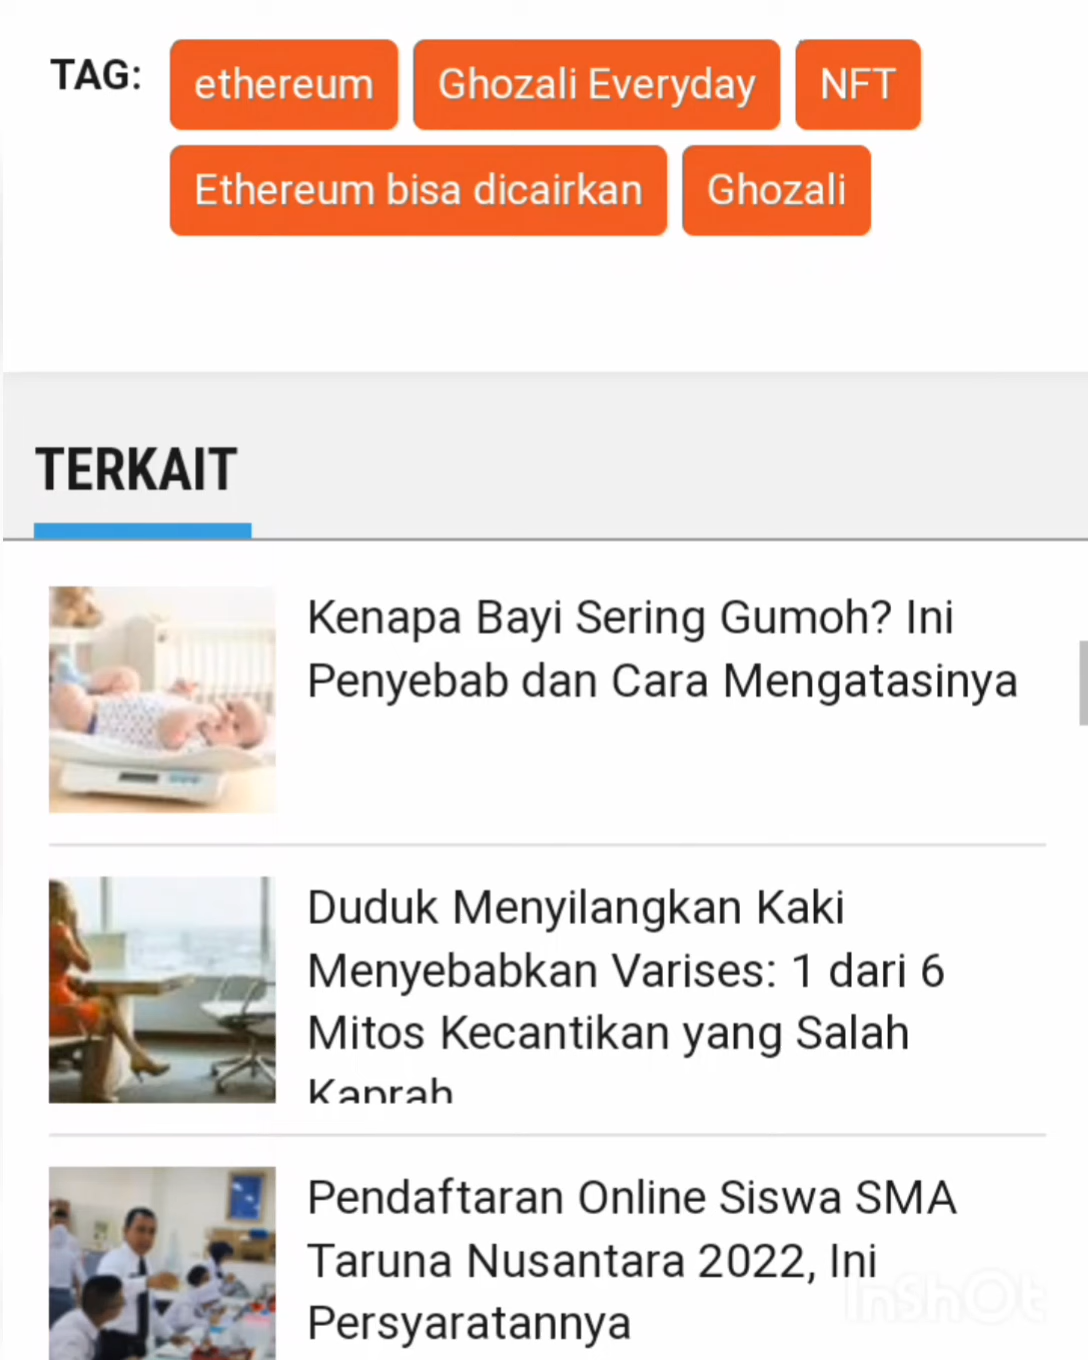 TAG:
ethereum
Ghozali Everyday
NFT
Ethereum bisa dicairkan
Ghozali
TERKAIT
Kenapa Bayi Sering Gumoh? Ini
Penyebab dan Cara Mengatasinya
Duduk Menyilangkan Kaki
Menyebabkan Varises: 1 dari 6
Mitos Kecantikan yang Salah
Kaprah
Pendaftaran Online Siswa SMA
Taruna Nusantara 2022, Ini
Persyaratannya
InShOt